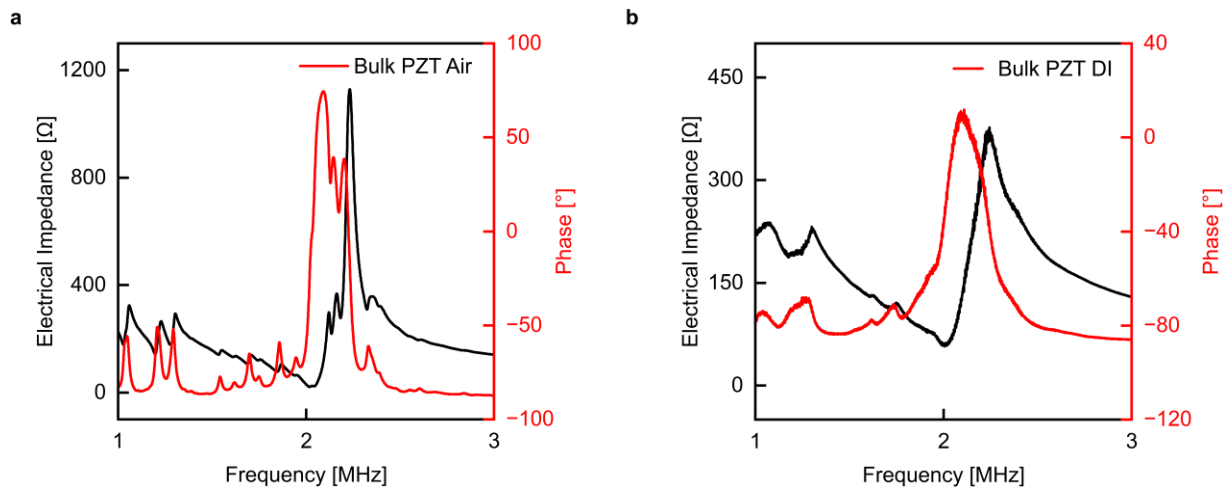 a
Electrical Impedance [Ω]
1200
800
400
0
Bulk PZT Air
100
50
0
−50
−100
Phase [°]
1
2
3
Frequency [MHz]
b
Electrical Impedance [Ω]
450
300
150
0
Bulk PZT DI
40
0
−40
−80
−120
Phase [°]
1
2
3
Frequency [MHz]